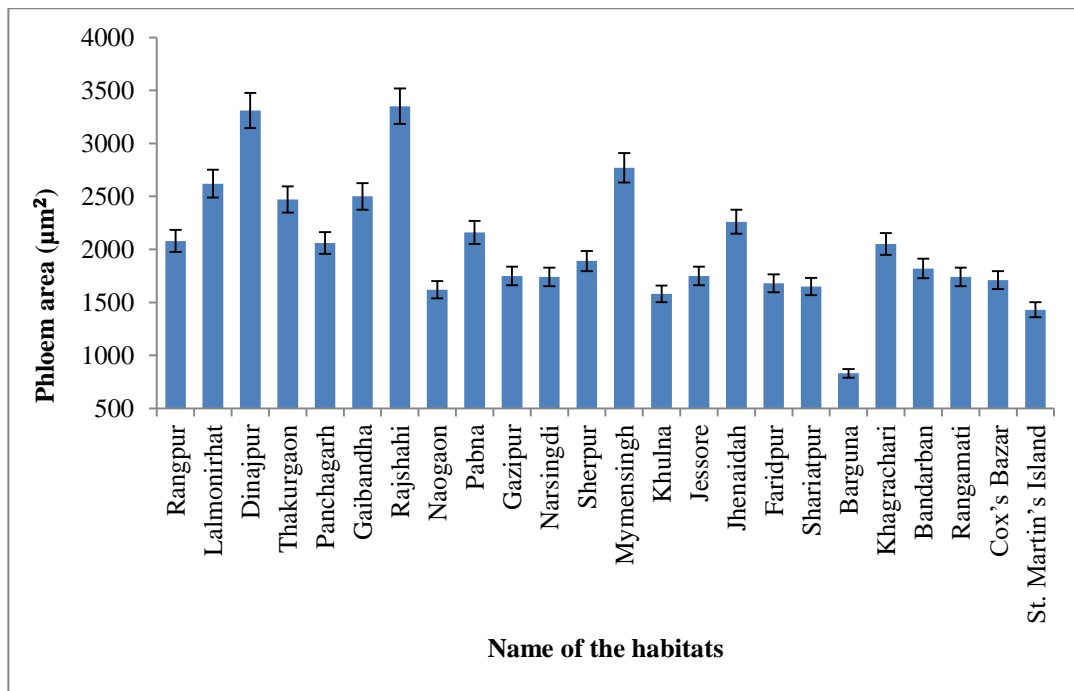 Phloem area (µm²)
4000
3500
3000
2500
2000
1500
1000
500
Rangpur
Lalmonirhat
Dinajpur
Thakurgaon
Panchagarh
Gaibandha
Rajshahi
Naogaon
Pabna
Gazipur
Narsingdi
Sherpur
Mymensingh
Khulna
Jessore
Jhenaidah
Faridpur
Shariatpur
Barguna
Khagrachari
Bandarban
Rangamati
Cox’s Bazar
St. Martin’s Island
Name of the habitats